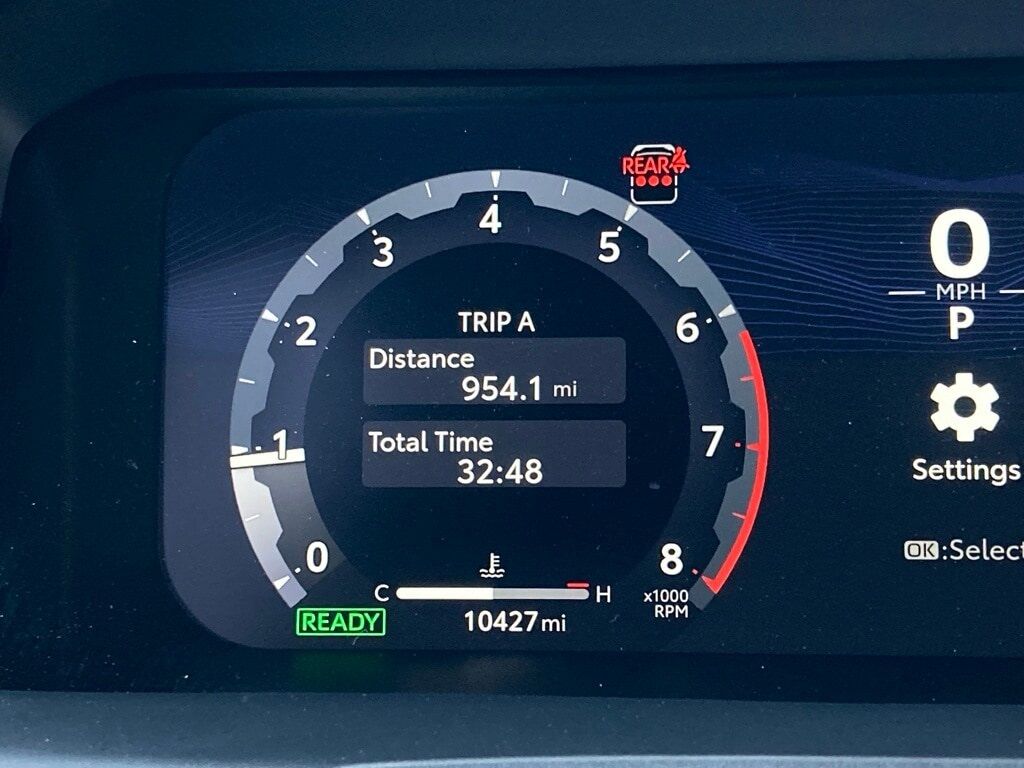 REAR
4
3
5
2
6
1
7
0
8
TRIP A
Distance
954.1 mi
Total Time
32:48
C
H
x1000
RPM
READY
10427 mi
0
MPH
P
Settings
OK:Select